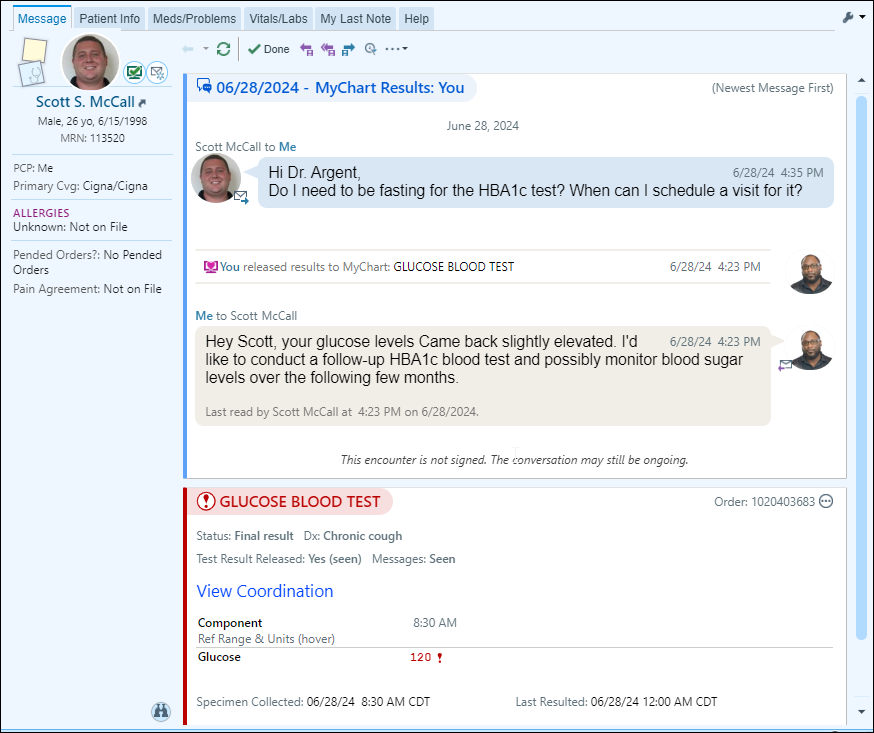 Message Patient Info Meds/Problems Vitals/Labs My Last Note Help
Done
Scott S. McCall
Male, 26 yo, 6/15/1998
MRN: 113520
PCP: Me
Primary Cvg: Cigna/Cigna
ALLERGIES
Unknown: Not on File
Pended Orders?: No Pended
Orders
Pain Agreement: Not on File
06/28/2024 - MyChart Results: You (Newest Message First)
June 28, 2024
Scott McCall to Me
Hi Dr. Argent, 6/28/24 4:35 PM
Do I need to be fasting for the HBA1c test? When can I schedule a visit for it?
You released results to MyChart: GLUCOSE BLOOD TEST 6/28/24 4:23 PM
Me to Scott McCall
Hey Scott, your glucose levels Came back slightly elevated. I'd 6/28/24 4:23 PM
like to conduct a follow-up HBA1c blood test and possibly monitor blood sugar
levels over the following few months.
Last read by Scott McCall at 4:23 PM on 6/28/2024.
This encounter is not signed. The conversation may still be ongoing.
GLUCOSE BLOOD TEST Order: 1020403683
Status: Final result Dx: Chronic cough
Test Result Released: Yes (seen) Messages: Seen
View Coordination
Component 8:30 AM
Ref Range & Units (hover)
Glucose 120 !
Specimen Collected: 06/28/24 8:30 AM CDT Last Resulted: 06/28/24 12:00 AM CDT